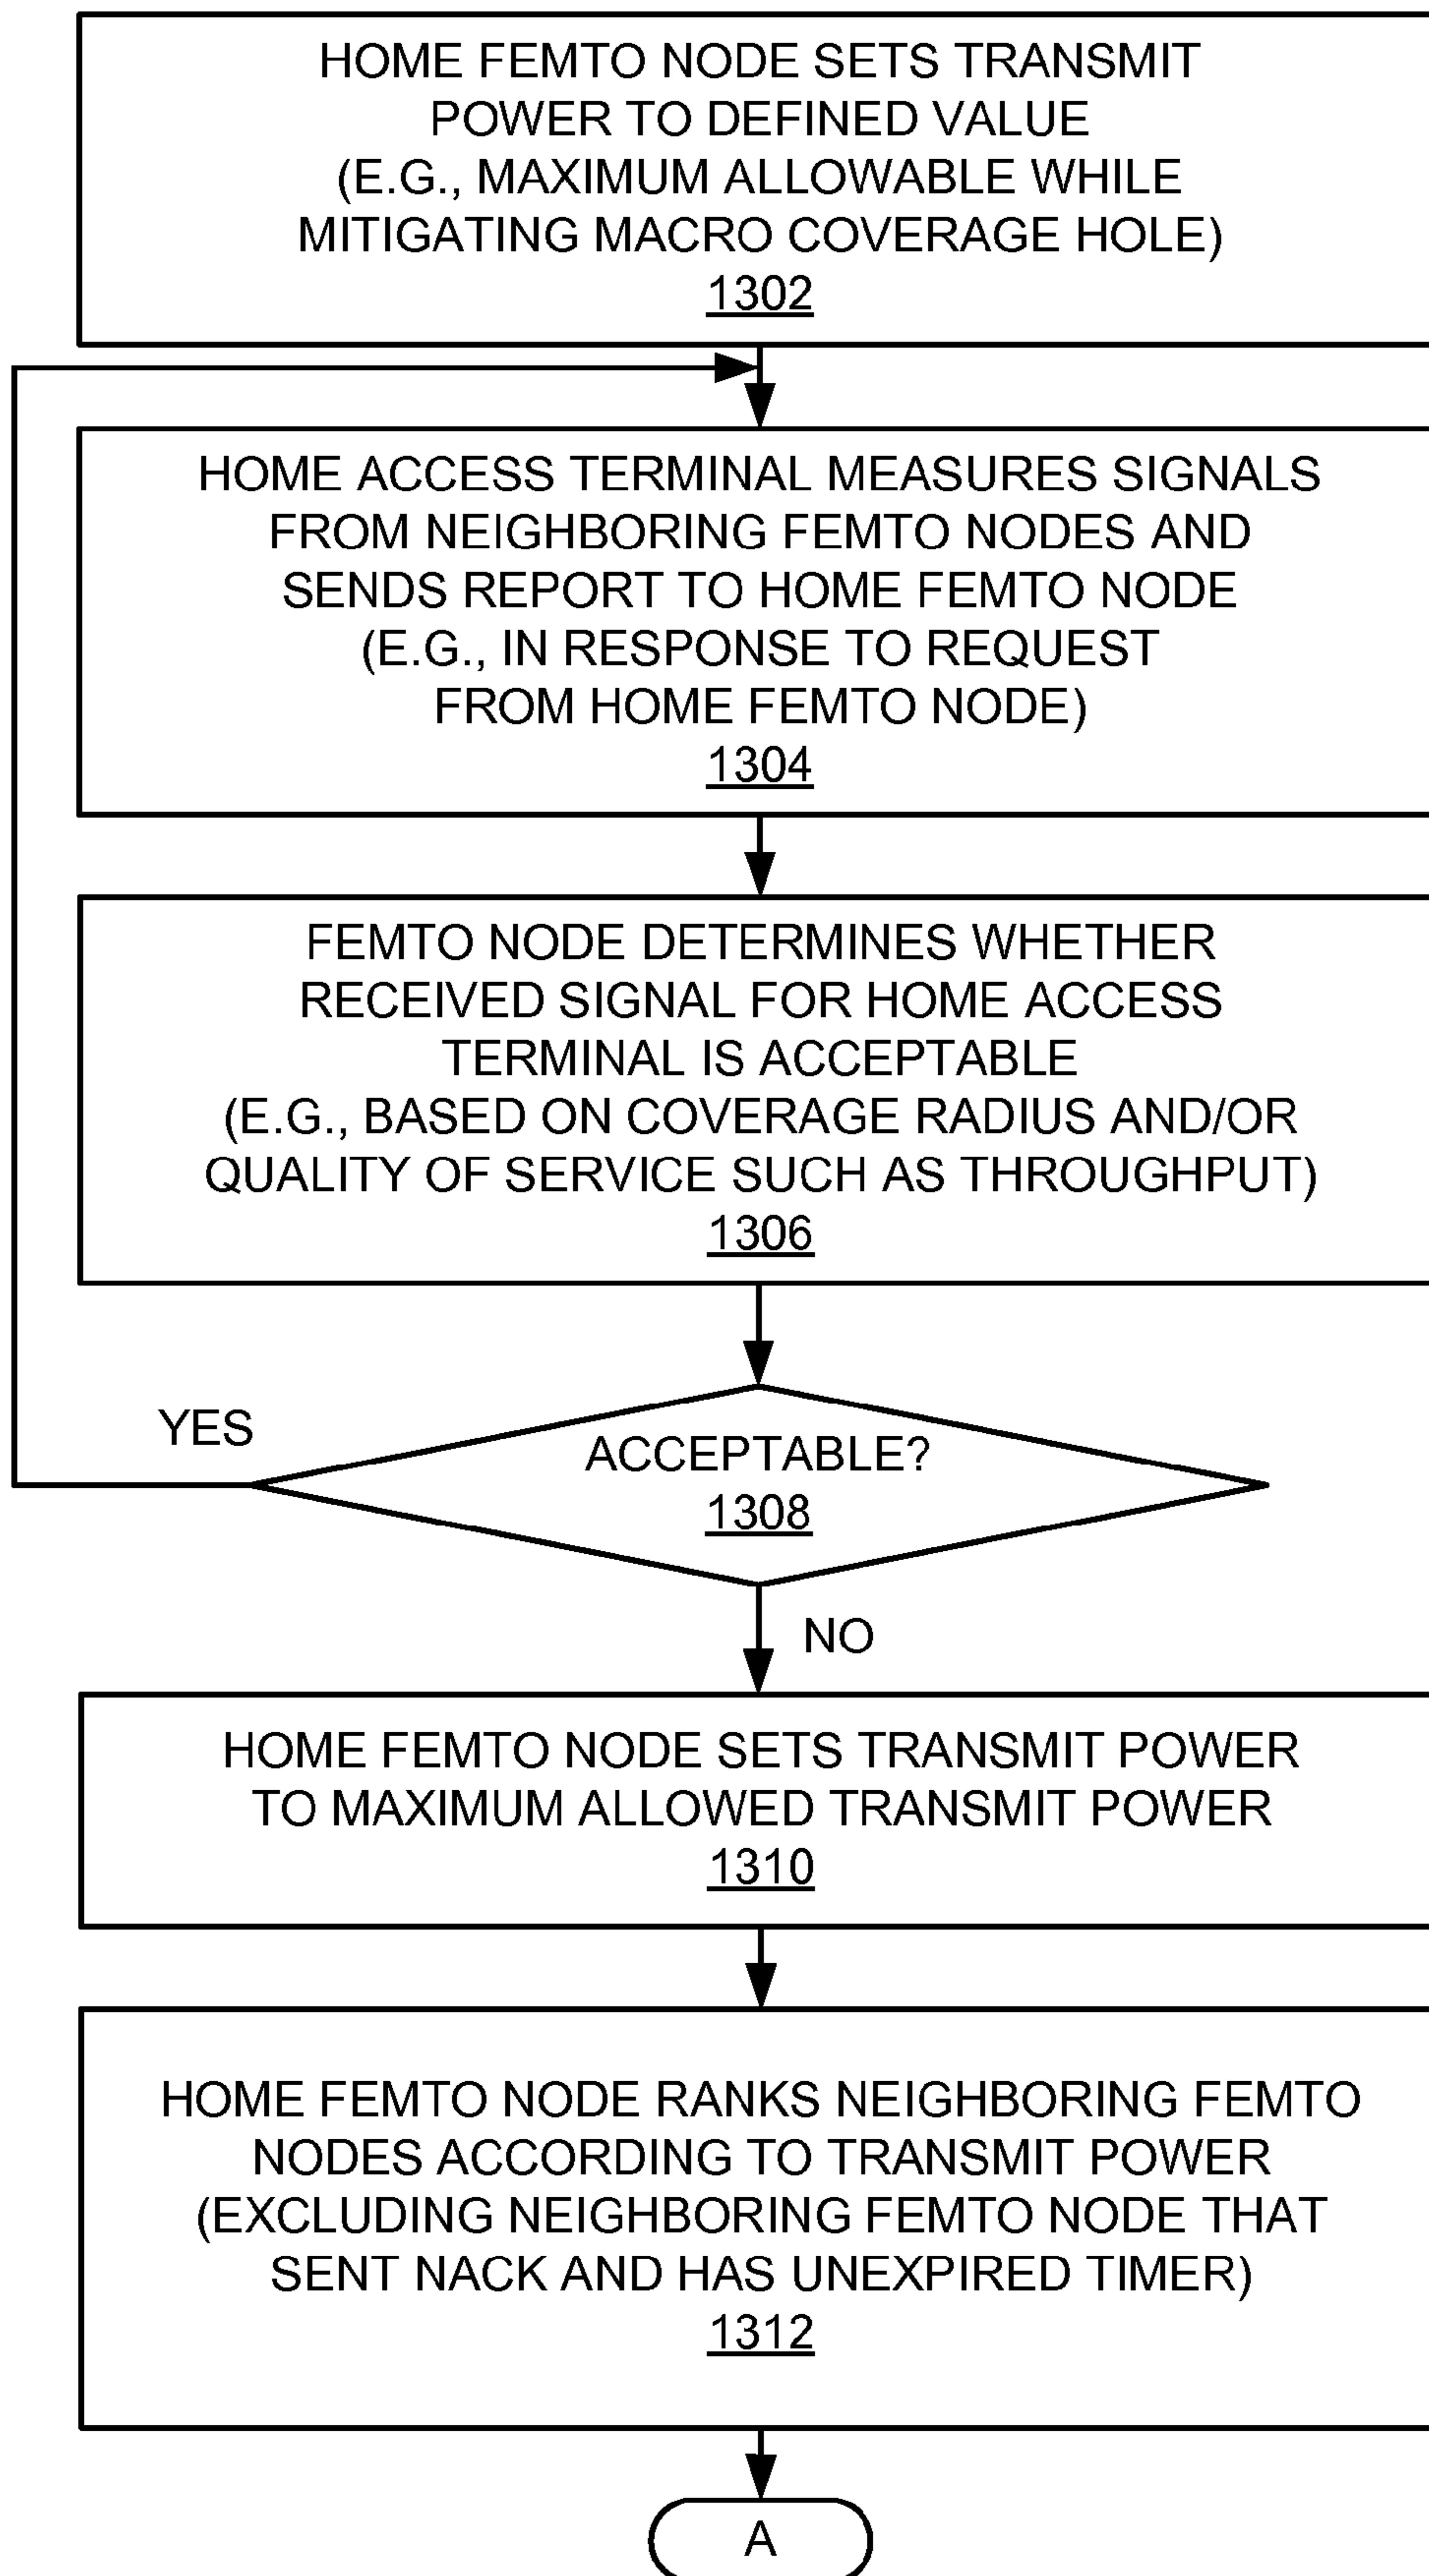 HOME FEMTO NODE SETS TRANSMIT
POWER TO DEFINED VALUE
(E.G., MAXIMUM ALLOWABLE WHILE
MITIGATING MACRO COVERAGE HOLE)
1302
HOME ACCESS TERMINAL MEASURES SIGNALS
FROM NEIGHBORING FEMTO NODES AND
SENDS REPORT TO HOME FEMTO NODE
(E.G., IN RESPONSE TO REQUEST
FROM HOME FEMTO NODE)
1304
FEMTO NODE DETERMINES WHETHER
RECEIVED SIGNAL FOR HOME ACCESS
TERMINAL IS ACCEPTABLE
(E.G., BASED ON COVERAGE RADIUS AND/OR
QUALITY OF SERVICE SUCH AS THROUGHPUT)
1306
YES
ACCEPTABLE?
1308
NO
HOME FEMTO NODE SETS TRANSMIT POWER
TO MAXIMUM ALLOWED TRANSMIT POWER
1310
HOME FEMTO NODE RANKS NEIGHBORING FEMTO
NODES ACCORDING TO TRANSMIT POWER
(EXCLUDING NEIGHBORING FEMTO NODE THAT
SENT NACK AND HAS UNEXPIRED TIMER)
1312
A